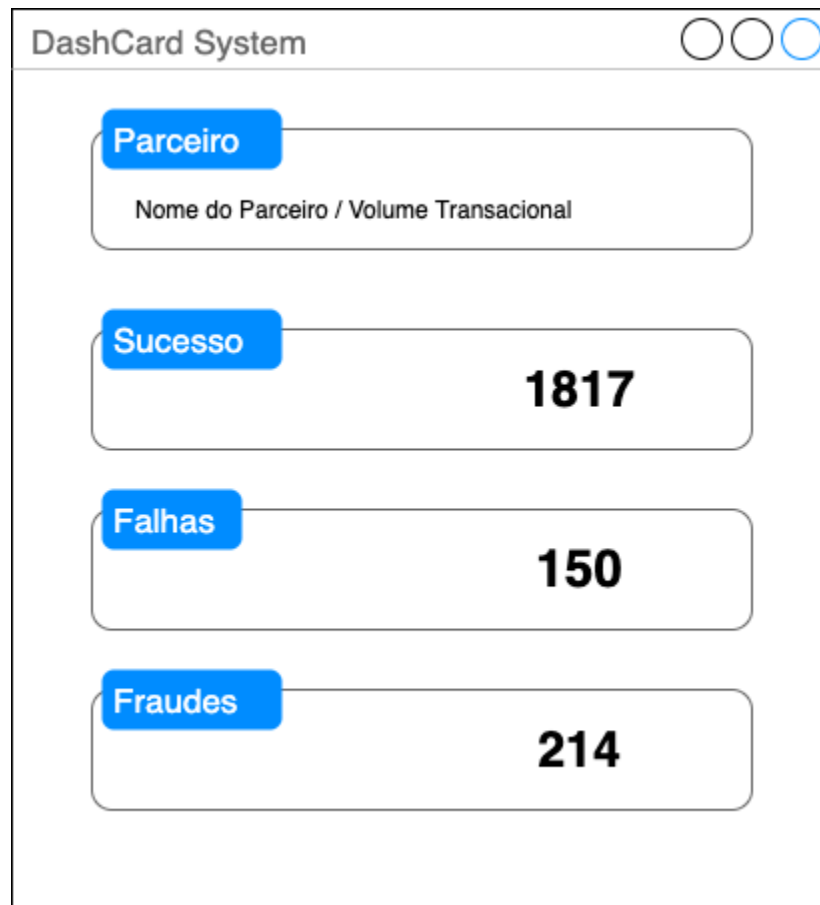 DashCard System
Parceiro
Nome do Parceiro / Volume Transacional
Sucesso
1817
Falhas
150
Fraudes
214